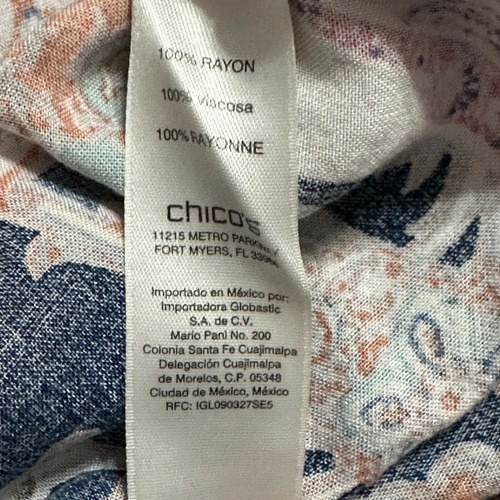 100% RAYON
100% Viscosa
100% RAYONNE
chico's
11215 METRO
FORT MYERS, FL
Importado en México por:
Importadora Globastic
S.A. de C.V.
Mario Pani No. 200
Colonia Santa Fe Cuajimalpa
Delegación Cuajimalpa
de Morelos, C.P. 05348
Ciudad de México, México
RFC: IGL090327SE5